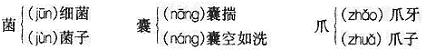 菌
(jūn)细菌
(jùn)菌子
囊
(nāng)囊揣
(náng)囊空如洗
爪
(zhǎo)爪牙
(zhuǎ)爪子